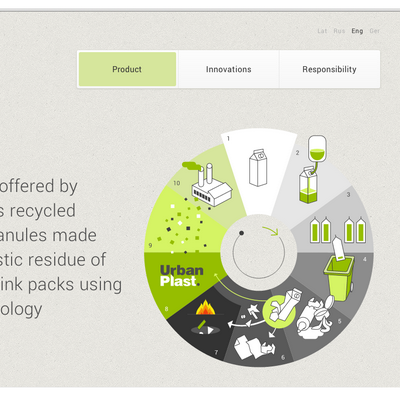 Lat Rus Eng Ger
Product Innovations Responsibility
offered by
s recycled
anules made
stic residue of
ink packs using
ology
1
2
3
4
5
6
7
8
9
10
Urban
Plast.